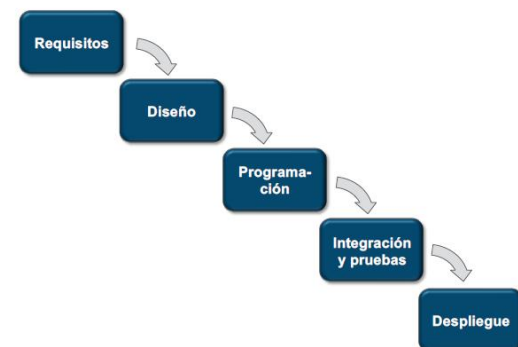 Requisitos
Diseño
Programa-
ción
Integración
y pruebas
Despliegue